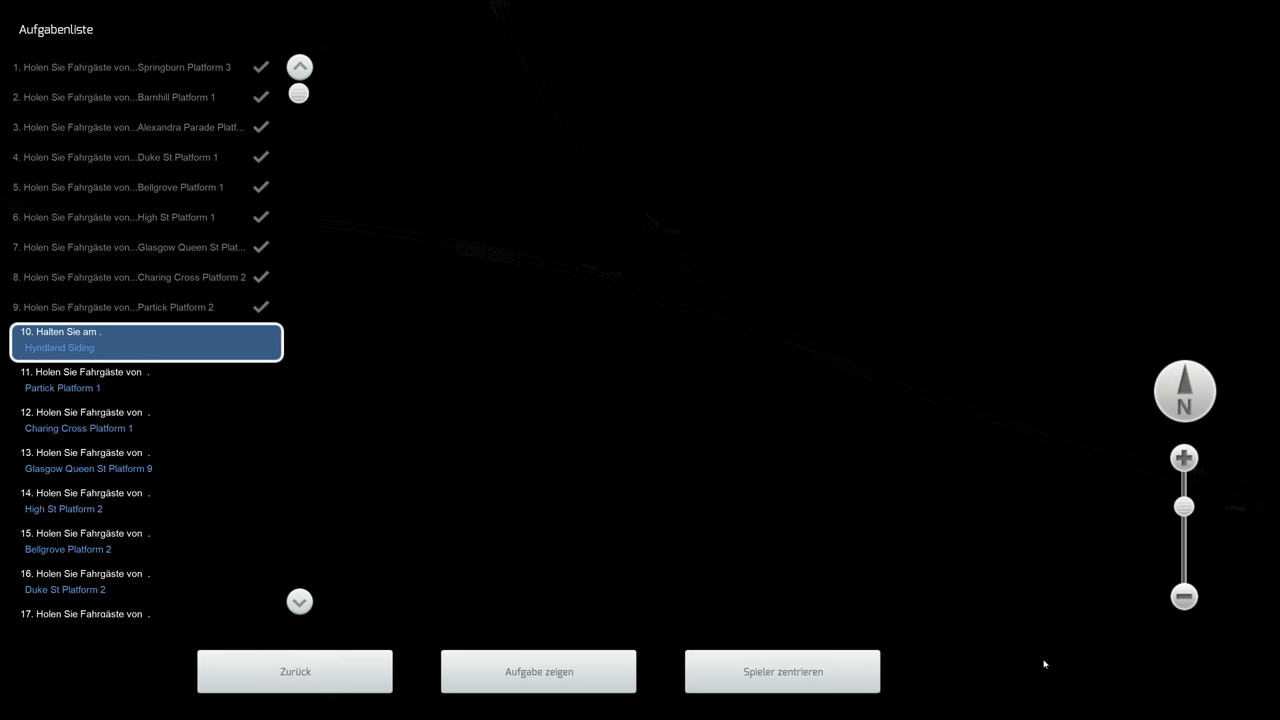 Aufgabenliste
1. Holen Sie Fahrgäste von...Springburn Platform 3
2. Holen Sie Fahrgäste von...Barnhill Platform 1
3. Holen Sie Fahrgäste von...Alexandra Parade Platf...
4. Holen Sie Fahrgäste von...Duke St Platform 1
5. Holen Sie Fahrgäste von...Bellgrove Platform 1
6. Holen Sie Fahrgäste von...High St Platform 1
7. Holen Sie Fahrgäste von...Glasgow Queen St Plat...
8. Holen Sie Fahrgäste von...Charing Cross Platform 2
9. Holen Sie Fahrgäste von...Partick Platform 2
10. Halten Sie am .
Hyndland Siding
11. Holen Sie Fahrgäste von .
Partick Platform 1
12. Holen Sie Fahrgäste von .
Charing Cross Platform 1
13. Holen Sie Fahrgäste von .
Glasgow Queen St Platform 9
14. Holen Sie Fahrgäste von .
High St Platform 2
15. Holen Sie Fahrgäste von .
Bellgrove Platform 2
16. Holen Sie Fahrgäste von .
Duke St Platform 2
17. Holen Sie Fahrgäste von .
N
Zurück
Aufgabe zeigen
Spieler zentrieren